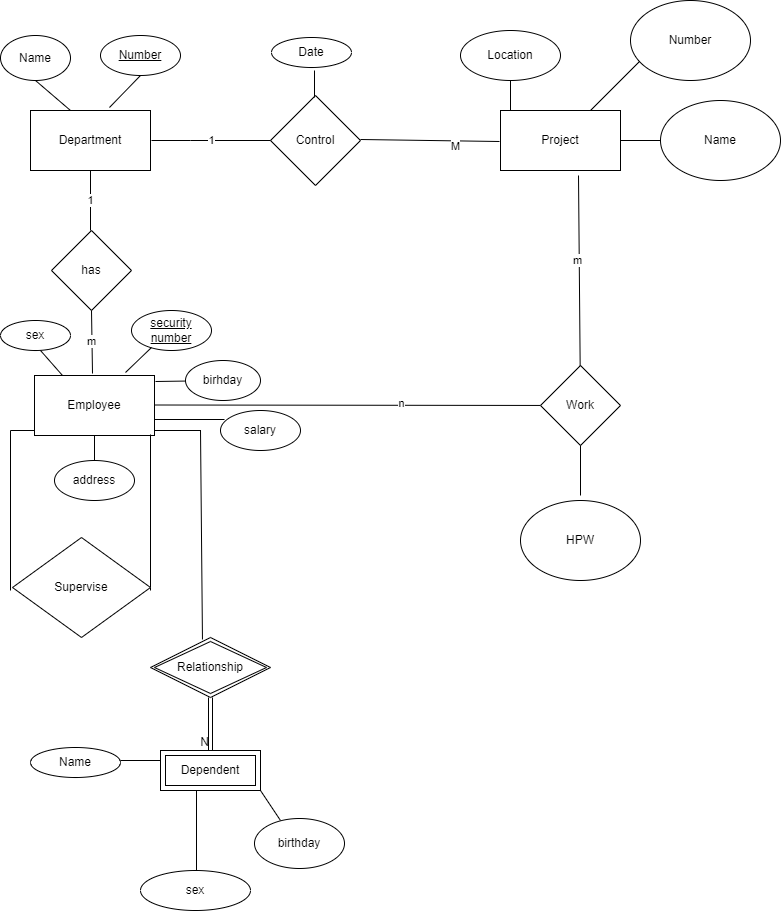 Name
Number
Date
Location
Number
Department
1
Control
M
Project
Name
1
has
m
m
sex
security
number
birhday
Employee
n
Work
salary
address
HPW
Supervise
Relationship
N
Name
Dependent
birthday
sex